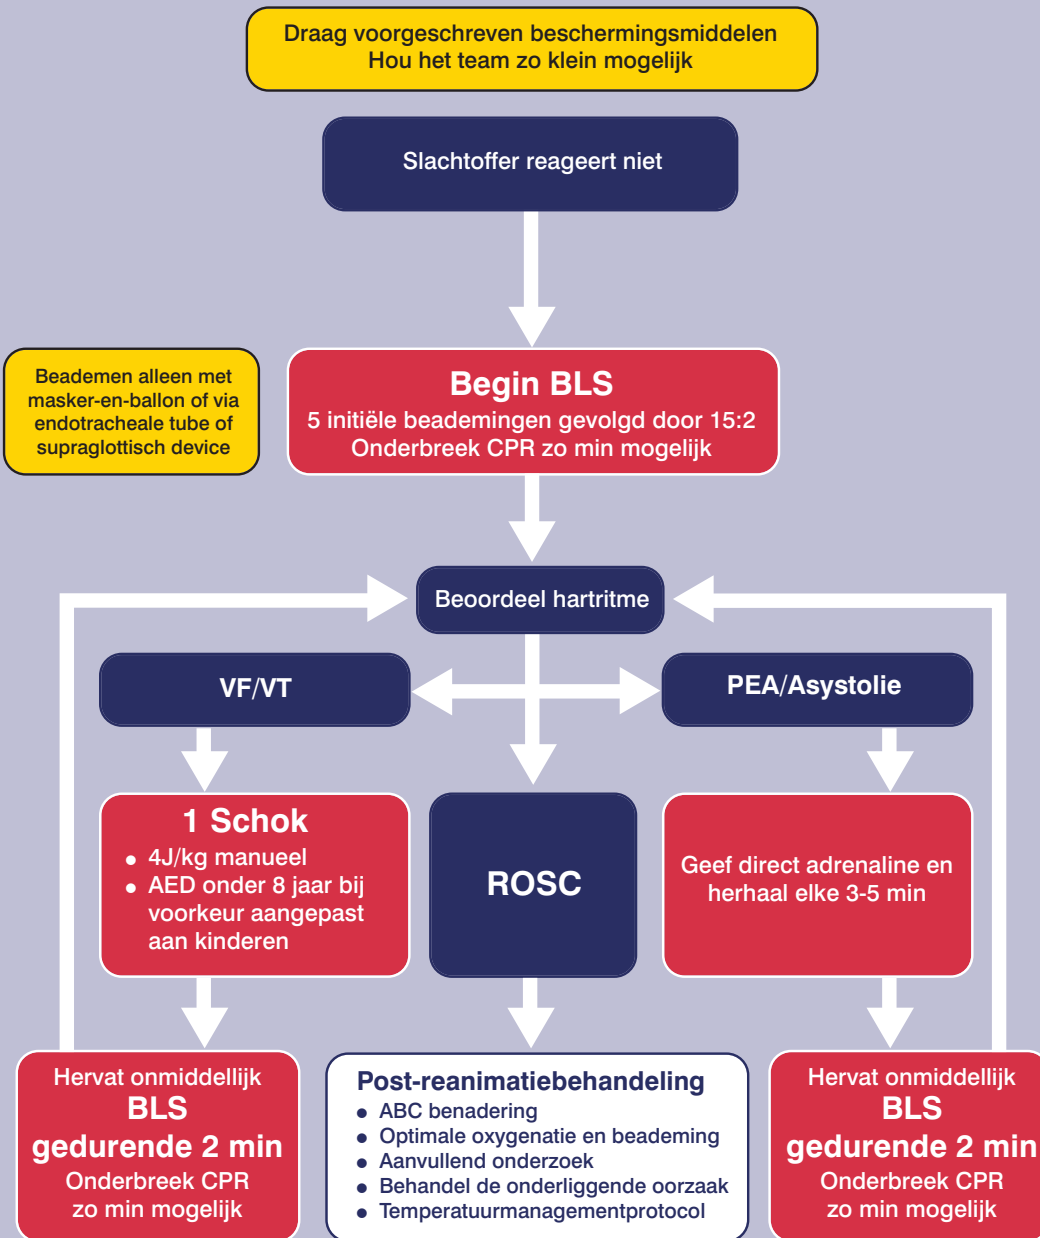 Draag voorgeschreven beschermingsmiddelen
Hou het team zo klein mogelijk
Slachtoffer reageert niet
Beademen alleen met
masker-en-ballon of via
endotracheale tube of
supraglottisch device
Begin BLS
5 initiële beademingen gevolgd door 15:2
Onderbreek CPR zo min mogelijk
Beoordeel hartritme
VF/VT
PEA/Asystolie
1 Schok
• 4J/kg manueel
• AED onder 8 jaar bij
voorkeur aangepast
aan kinderen
ROSC
Geef direct adrenaline en
herhaal elke 3-5 min
Hervat onmiddellijk
BLS
gedurende 2 min
Onderbreek CPR
zo min mogelijk
Post-reanimatiebehandeling
• ABC benadering
• Optimale oxygenatie en beademing
• Aanvullend onderzoek
• Behandel de onderliggende oorzaak
• Temperatuurmanagementprotocol
Hervat onmiddellijk
BLS
gedurende 2 min
Onderbreek CPR
zo min mogelijk